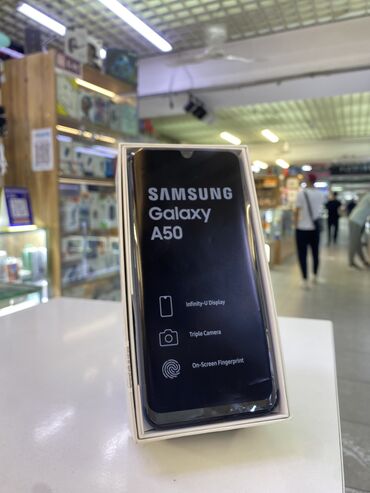 SAMSUNG
Galaxy
A50
Infinity-U Display
Triple Camera
On-Screen Fingerprint